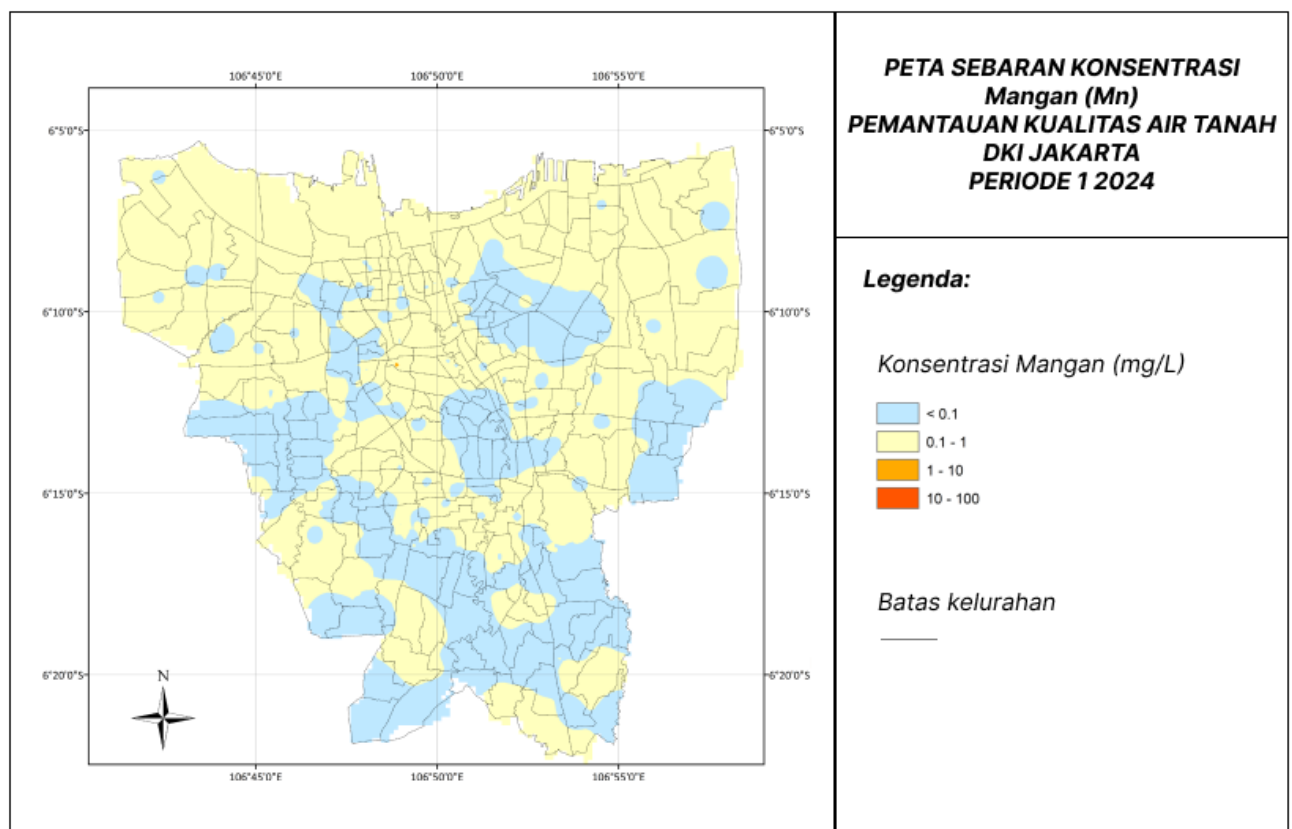 PETA SEBARAN KONSENTRASI
Mangan (Mn)
PEMANTAUAN KUALITAS AIR TANAH
DKI JAKARTA
PERIODE 1 2024
Legenda:
Konsentrasi Mangan (mg/L)
< 0.1
0.1 - 1
1 - 10
10 - 100
Batas kelurahan
106°45'0"E 106°50'0"E 106°55'0"E
6°5'0"S 6°5'0"S
6°10'0"S 6°10'0"S
6°15'0"S 6°15'0"S
6°20'0"S 6°20'0"S
N
106°45'0"E 106°50'0"E 106°55'0"E